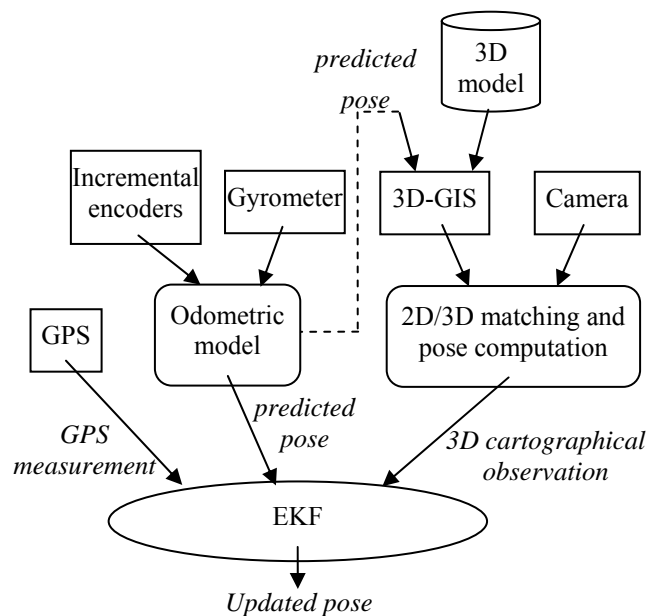 predicted
pose
3D
model
Incremental
encoders
Gyrometer
3D-GIS
Camera
GPS
Odometric
model
2D/3D matching and
pose computation
GPS
measurement
predicted
pose
3D cartographical
observation
EKF
Updated pose